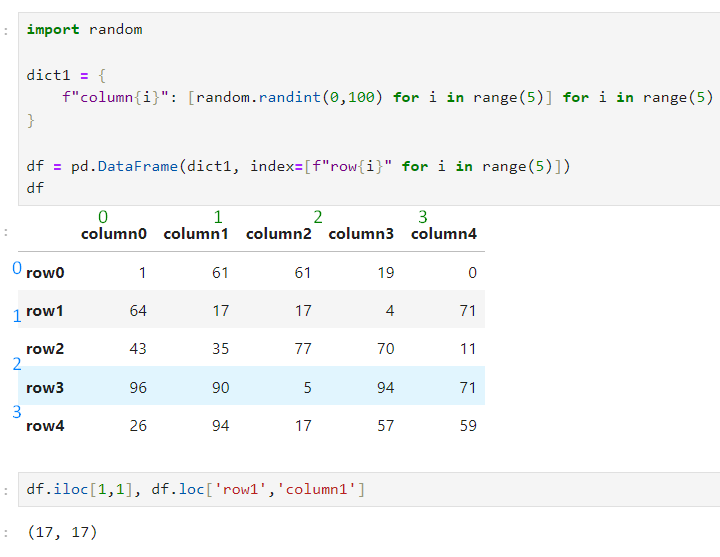 import random
dict1 = {
f"column{i}": [random.randint(0,100) for i in range(5)] for i in range(5)
}
df = pd.DataFrame(dict1, index=[f"row{i}" for i in range(5)])
df
0 1 2 3
column0 column1 column2 column3 column4
0 row0 1 61 61 19 0
1 row1 64 17 17 4 71
row2 43 35 77 70 11
2
row3 96 90 5 94 71
3
row4 26 94 17 57 59
df.iloc[1,1], df.loc['row1','column1']
(17, 17)